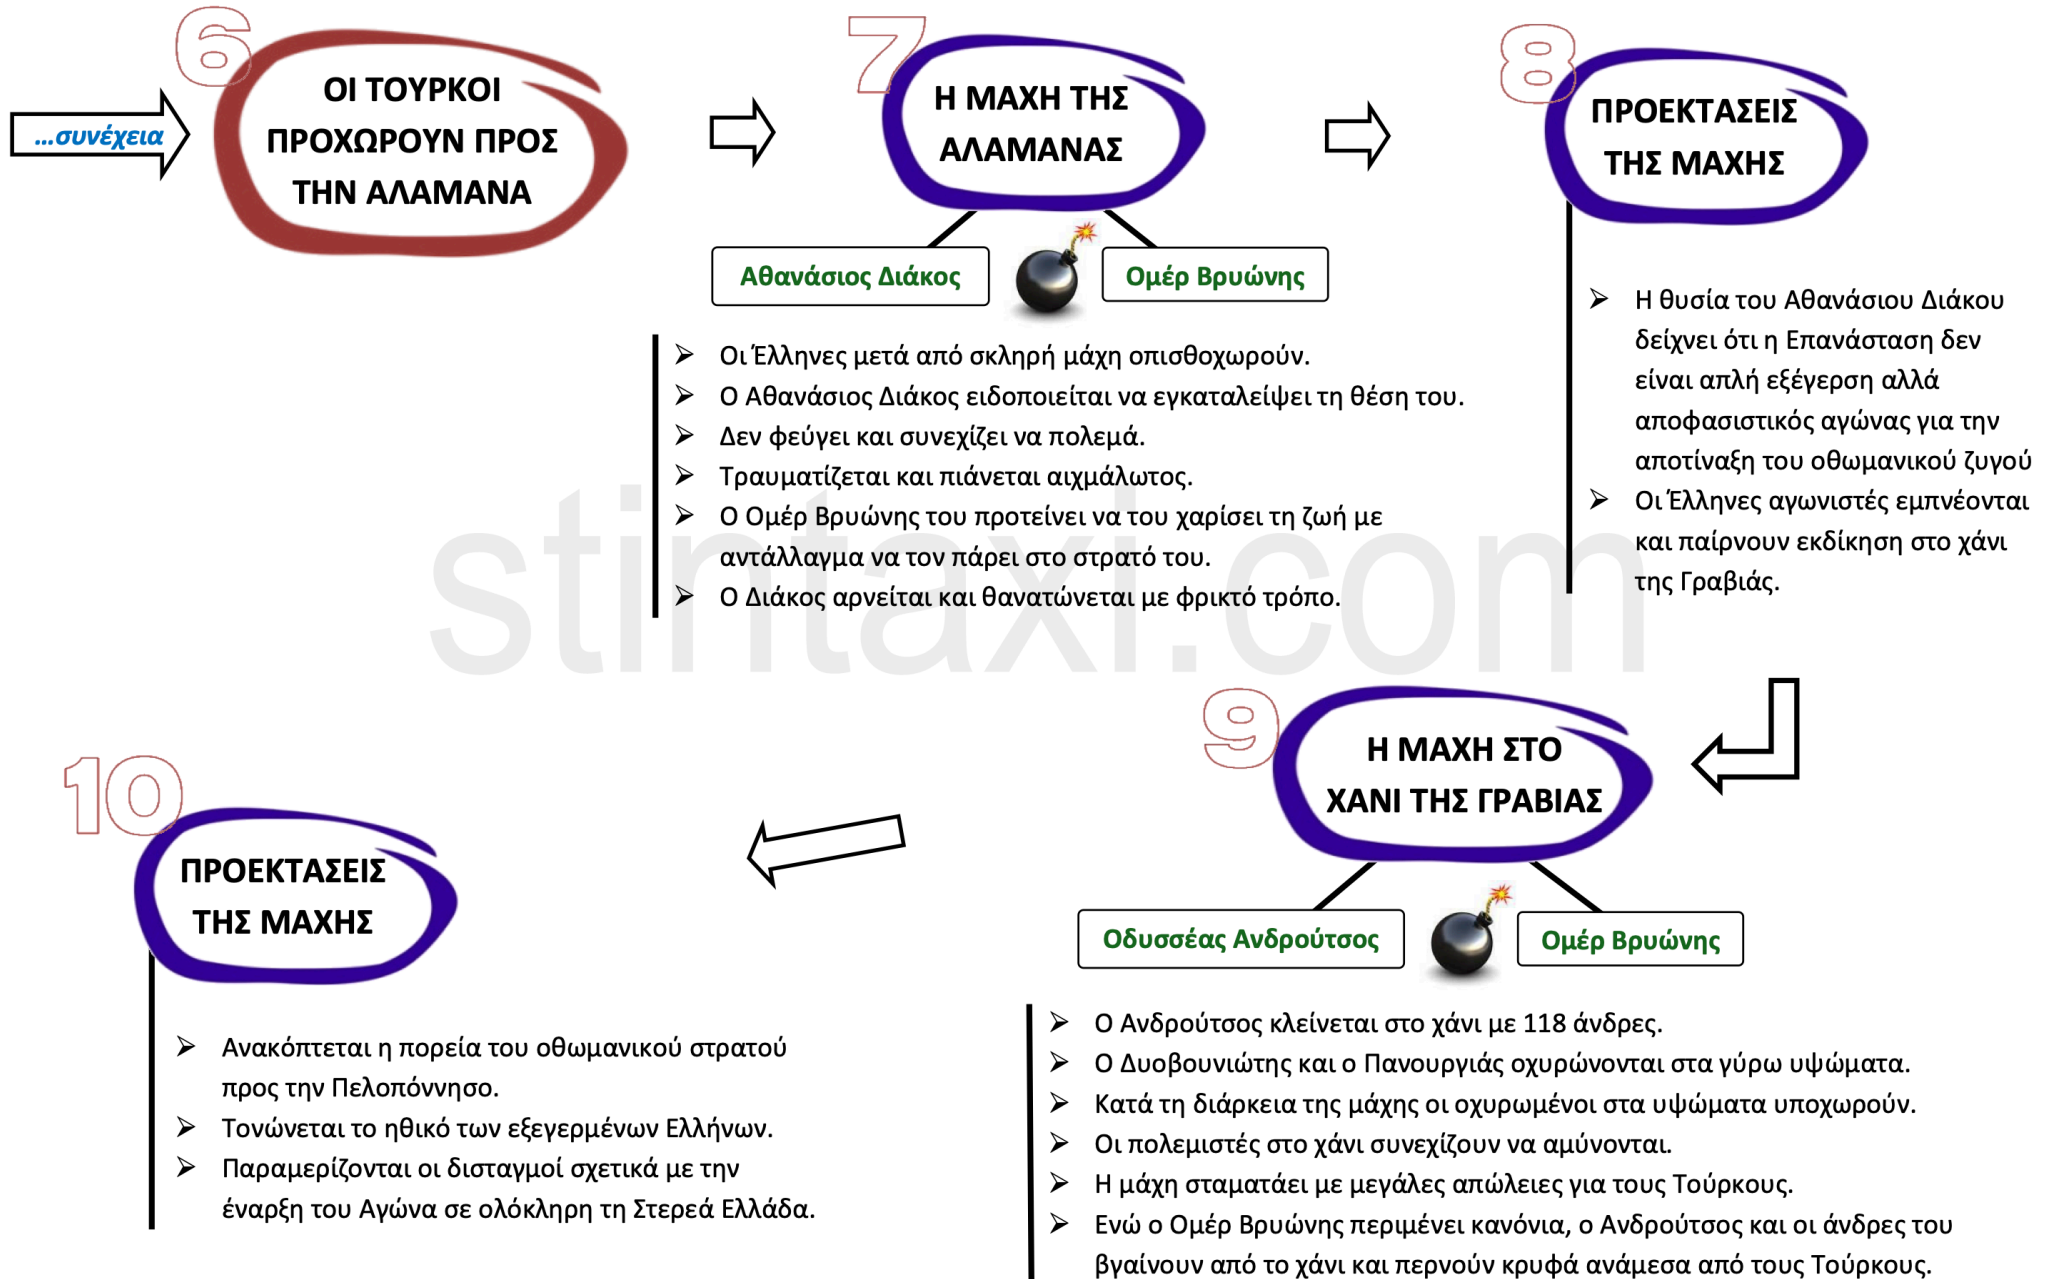 ...συνέχεια
6
ΟΙ ΤΟΥΡΚΟΙ
ΠΡΟΧΩΡΟΥΝ ΠΡΟΣ
ΤΗΝ ΑΛΑΜΑΝΑ
7
Η ΜΑΧΗ ΤΗΣ
ΑΛΑΜΑΝΑΣ
Αθανάσιος Διάκος
Ομέρ Βρυώνης
➢ Οι Έλληνες μετά από σκληρή μάχη οπισθοχωρούν.
➢ Ο Αθανάσιος Διάκος ειδοποιείται να εγκαταλείψει τη θέση του.
➢ Δεν φεύγει και συνεχίζει να πολεμά.
➢ Τραυματίζεται και πιάνεται αιχμάλωτος.
➢ Ο Ομέρ Βρυώνης του προτείνει να του χαρίσει τη ζωή με
αντάλλαγμα να τον πάρει στο στρατό του.
➢ Ο Διάκος αρνείται και θανατώνεται με φρικτό τρόπο.
8
ΠΡΟΕΚΤΑΣΕΙΣ
ΤΗΣ ΜΑΧΗΣ
➢ Η θυσία του Αθανάσιου Διάκου
δείχνει ότι η Επανάσταση δεν
είναι απλή εξέγερση αλλά
αποφασιστικός αγώνας για την
αποτίναξη του οθωμανικού ζυγού
➢ Οι Έλληνες αγωνιστές εμπνέονται
και παίρνουν εκδίκηση στο χάνι
της Γραβιάς.
stintaxi.com
9
Η ΜΑΧΗ ΣΤΟ
ΧΑΝΙ ΤΗΣ ΓΡΑΒΙΑΣ
Οδυσσέας Ανδρούτσος
Ομέρ Βρυώνης
➢ Ο Ανδρούτσος κλείνεται στο χάνι με 118 άνδρες.
➢ Ο Δυοβουνιώτης και ο Πανουργιάς οχυρώνονται στα γύρω υψώματα.
➢ Κατά τη διάρκεια της μάχης οι οχυρωμένοι στα υψώματα υποχωρούν.
➢ Οι πολεμιστές στο χάνι συνεχίζουν να αμύνονται.
➢ Η μάχη σταματάει με μεγάλες απώλειες για τους Τούρκους.
➢ Ενώ ο Ομέρ Βρυώνης περιμένει κανόνια, ο Ανδρούτσος και οι άνδρες του
βγαίνουν από το χάνι και περνούν κρυφά ανάμεσα από τους Τούρκους.
10
ΠΡΟΕΚΤΑΣΕΙΣ
ΤΗΣ ΜΑΧΗΣ
➢ Ανακόπτεται η πορεία του οθωμανικού στρατού
προς την Πελοπόννησο.
➢ Τονώνεται το ηθικό των εξεγερμένων Ελλήνων.
➢ Παραμερίζονται οι δισταγμοί σχετικά με την
έναρξη του Αγώνα σε ολόκληρη τη Στερεά Ελλάδα.